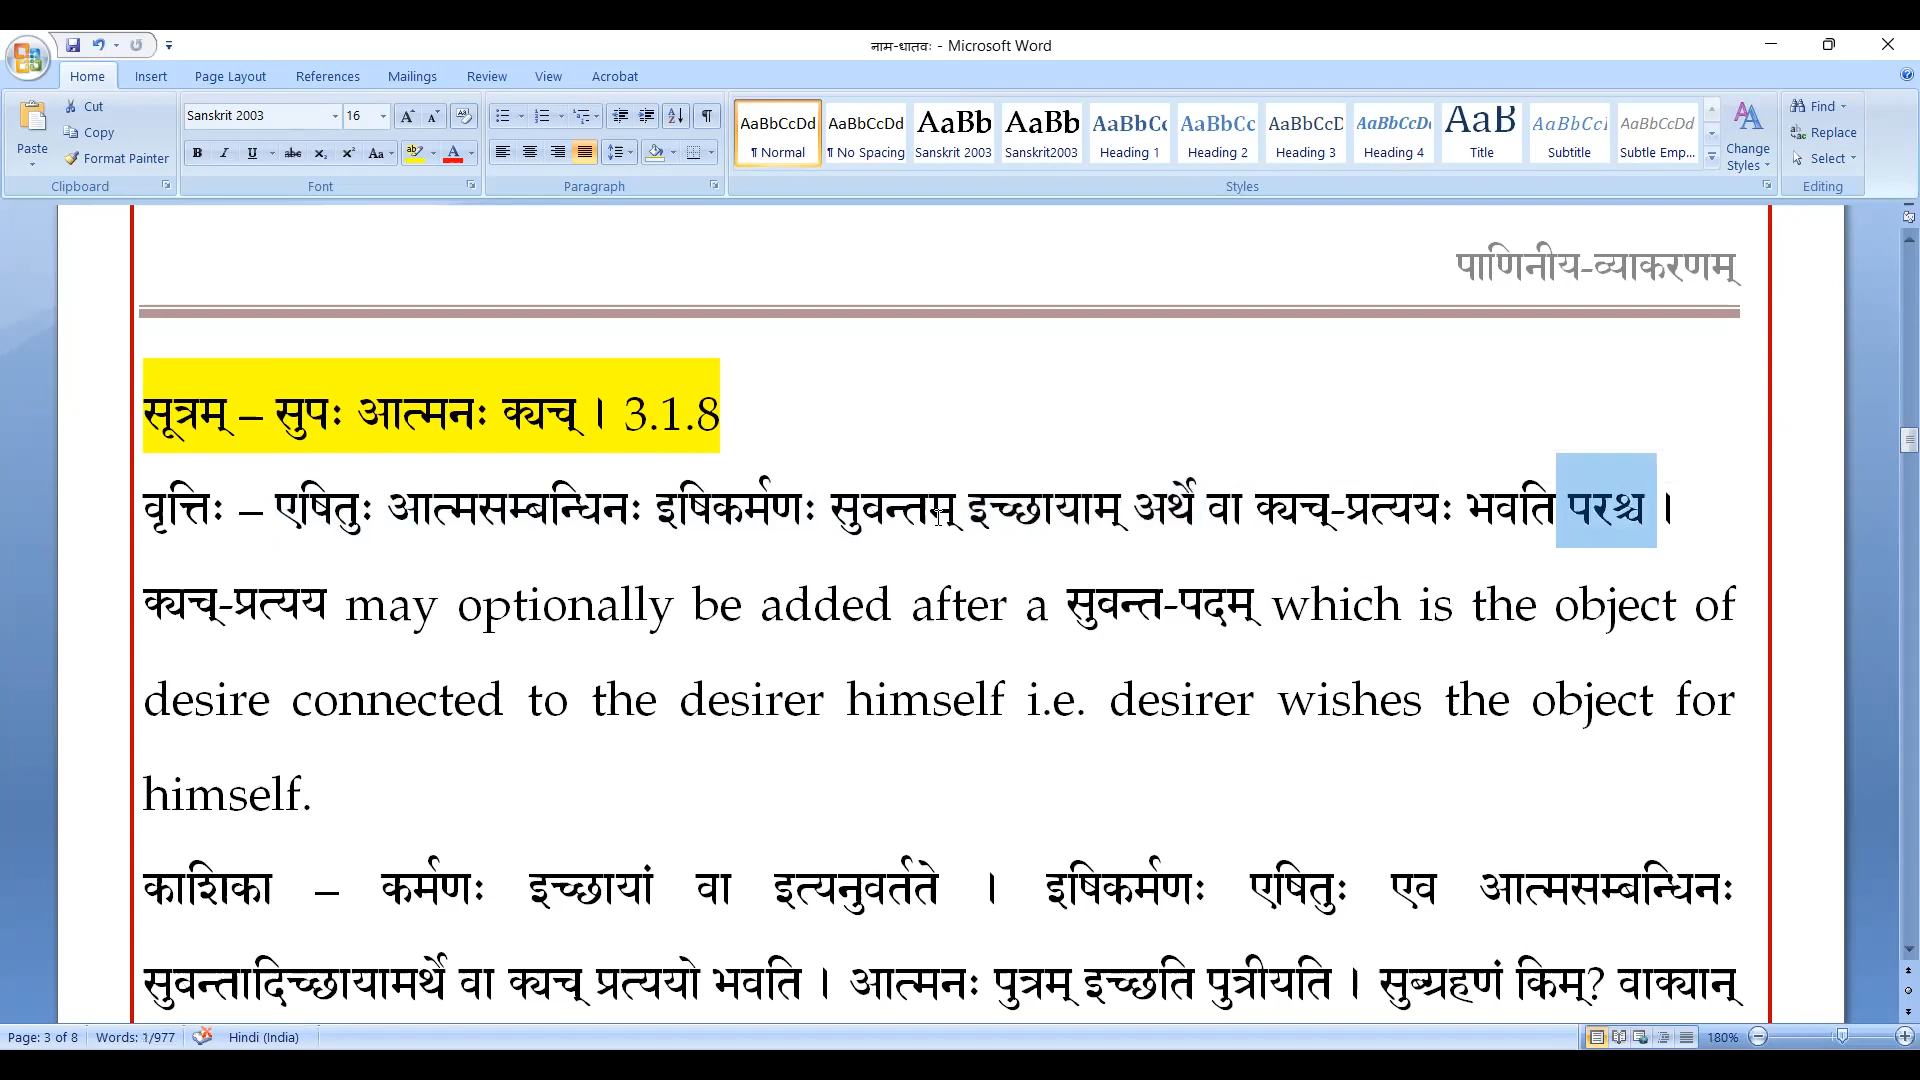 नाम-धातवः - Microsoft Word
Home Insert Page Layout References Mailings Review View Acrobat
Paste Cut Copy Format Painter
Sanskrit 2003 16
AaBbCcDd AaBbCcDd AaBb AaBb AaBbCc AaBbCc AaBbCcD AaBbCcDc AaB AaBbCcl AaBbCcDd
¶ Normal ¶ No Spacing Sanskrit 2003 Sanskrit2003 Heading 1 Heading 2 Heading 3 Heading 4 Title Subtitle Subtle Emp...
Change Styles
Find Replace Select
Clipboard Font Paragraph Styles Editing
पाणिनीय-व्याकरणम्
सूत्रम् – सुपः आत्मनः क्यच् । 3.1.8
वृत्तिः – एषितुः आत्मसम्बन्धिनः इषिकर्मणः सुवन्तम् इच्छायाम् अर्थे वा क्यच्-प्रत्ययः भवति परश्च ।
क्यच्-प्रत्यय may optionally be added after a सुवन्त-पदम् which is the object of
desire connected to the desirer himself i.e. desirer wishes the object for
himself.
काशिका – कर्मणः इच्छायां वा इत्यनुवर्तते । इषिकर्मणः एषितुः एव आत्मसम्बन्धिनः
सुवन्तादिच्छायामर्थे वा क्यच् प्रत्ययो भवति । आत्मनः पुत्रम् इच्छति पुत्रीयति । सुब्ग्रहणं किम्? वाक्यान्
Page: 3 of 8 Words: 1/977 Hindi (India) 180%